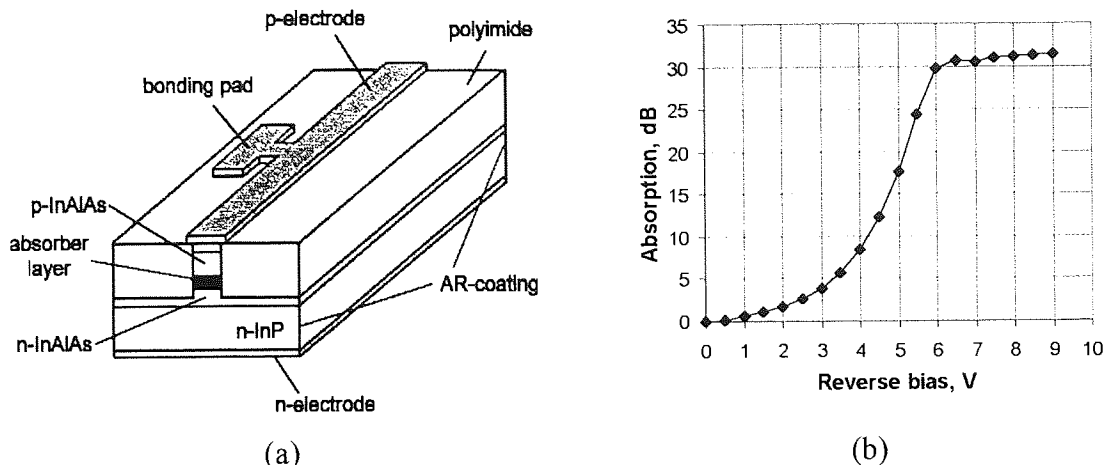 p-electrode
polyimide
bonding pad
p-InAlAs
absorber
layer
AR-coating
n-InP
n-InAlAs
n-electrode
(a)
35
30
25
20
15
10
5
0
Absorption, dB
0 1 2 3 4 5 6 7 8 9 10
Reverse bias, V
(b)